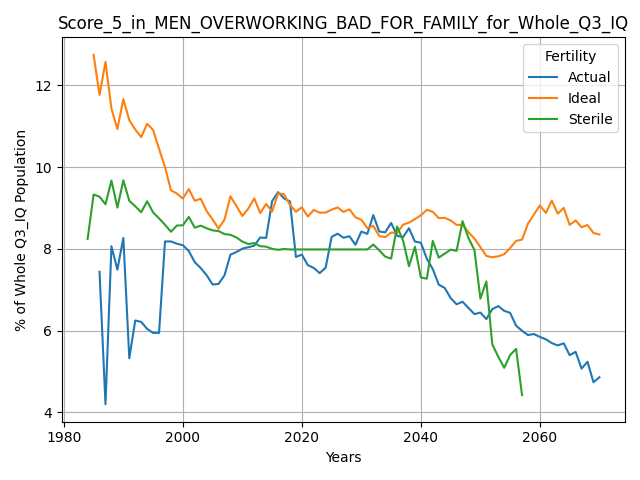 Score_5_in_MEN_OVERWORKING_BAD_FOR_FAMILY_for_Whole_Q3_IQ
Fertility
Actual
Ideal
Sterile
% of Whole Q3_IQ Population
12
10
8
6
4
1980
2000
2020
2040
2060
Years